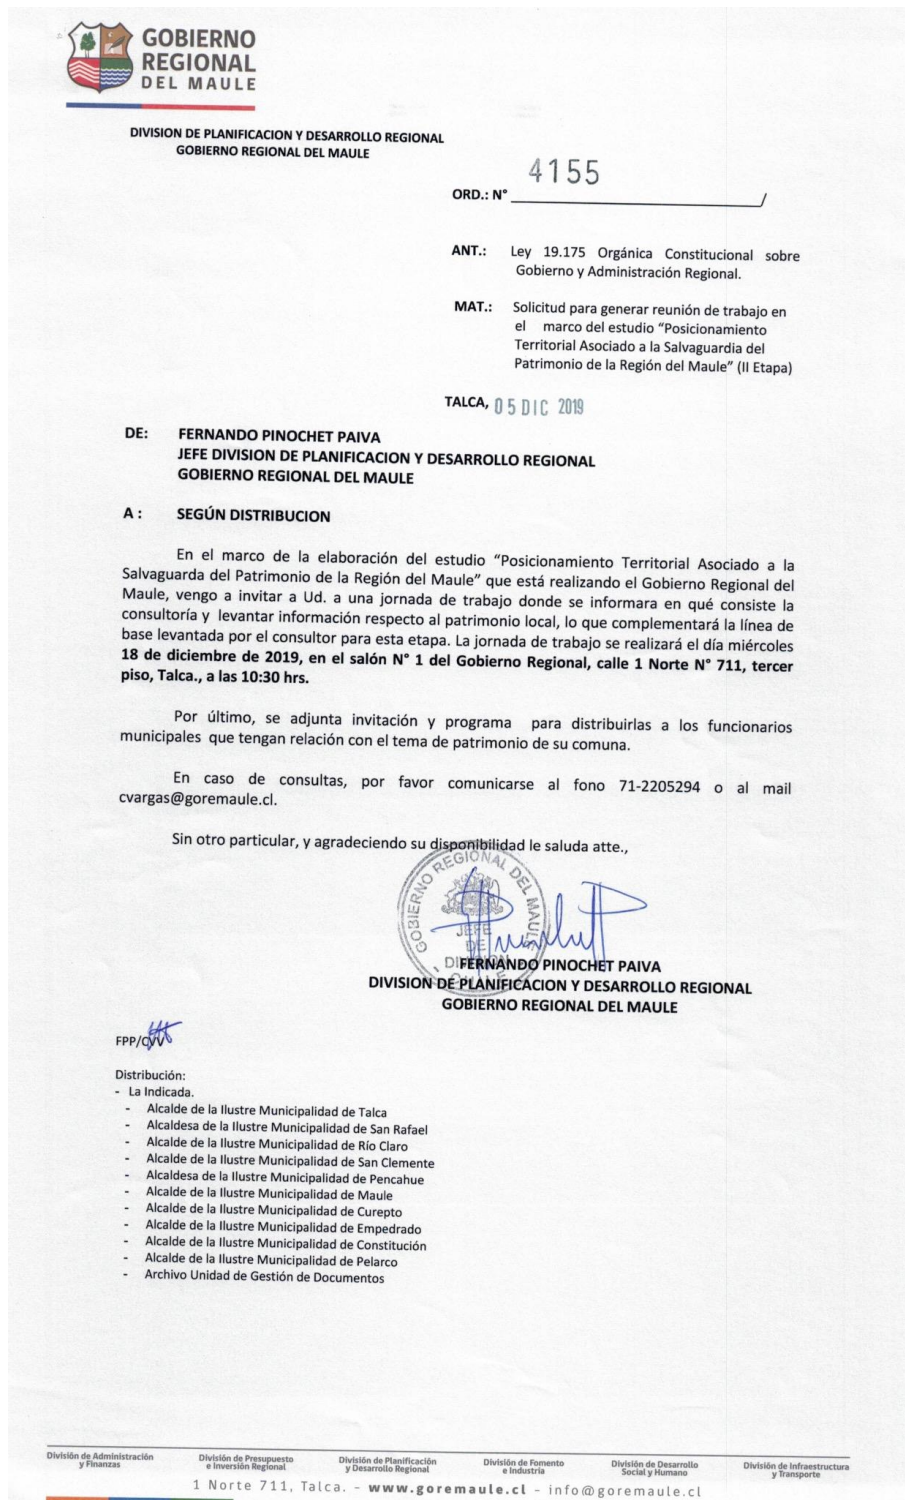 GOBIERNO
REGIONAL
DEL MAULE
DIVISION DE PLANIFICACION Y DESARROLLO REGIONAL
GOBIERNO REGIONAL DEL MAULE
4155
ORD.: N° /
ANT.: Ley 19.175 Orgánica Constitucional sobre
Gobierno y Administración Regional.
MAT.: Solicitud para generar reunión de trabajo en
el marco del estudio “Posicionamiento
Territorial Asociado a la Salvaguardia del
Patrimonio de la Región del Maule” (II Etapa)
TALCA, 05 DIC 2019
DE: FERNANDO PINOCHET PAIVA
JEFE DIVISION DE PLANIFICACION Y DESARROLLO REGIONAL
GOBIERNO REGIONAL DEL MAULE
A : SEGÚN DISTRIBUCION
En el marco de la elaboración del estudio “Posicionamiento Territorial Asociado a la
Salvaguarda del Patrimonio de la Región del Maule” que está realizando el Gobierno Regional del
Maule, vengo a invitar a Ud. a una jornada de trabajo donde se informara en qué consiste la
consultoría y levantar información respecto al patrimonio local, lo que complementará la línea de
base levantada por el consultor para esta etapa. La jornada de trabajo se realizará el día miércoles
18 de diciembre de 2019, en el salón N° 1 del Gobierno Regional, calle 1 Norte N° 711, tercer
piso, Talca., a las 10:30 hrs.
Por último, se adjunta invitación y programa para distribuirlas a los funcionarios
municipales que tengan relación con el tema de patrimonio de su comuna.
En caso de consultas, por favor comunicarse al fono 71-2205294 o al mail
cvargas@goremaule.cl.
Sin otro particular, y agradeciendo su disponibilidad le saluda atte.,
GOBIERNO REGIONAL DEL MAULE
JEFE
DE
DIVISION
- CHILE -
FERNANDO PINOCHET PAIVA
DIVISION DE PLANIFICACION Y DESARROLLO REGIONAL
GOBIERNO REGIONAL DEL MAULE
FPP/CVV
Distribución:
- La Indicada.
- Alcalde de la Ilustre Municipalidad de Talca
- Alcaldesa de la Ilustre Municipalidad de San Rafael
- Alcalde de la Ilustre Municipalidad de Río Claro
- Alcalde de la Ilustre Municipalidad de San Clemente
- Alcaldesa de la Ilustre Municipalidad de Pencahue
- Alcalde de la Ilustre Municipalidad de Maule
- Alcalde de la Ilustre Municipalidad de Curepto
- Alcalde de la Ilustre Municipalidad de Empedrado
- Alcalde de la Ilustre Municipalidad de Constitución
- Alcalde de la Ilustre Municipalidad de Pelarco
- Archivo Unidad de Gestión de Documentos
División de Administración y Finanzas
División de Presupuesto e Inversión Regional
División de Planificación y Desarrollo Regional
División de Fomento e Industria
División de Desarrollo Social y Humano
División de Infraestructura y Transporte
1 Norte 711, Talca. - www.goremaule.cl - info@goremaule.cl